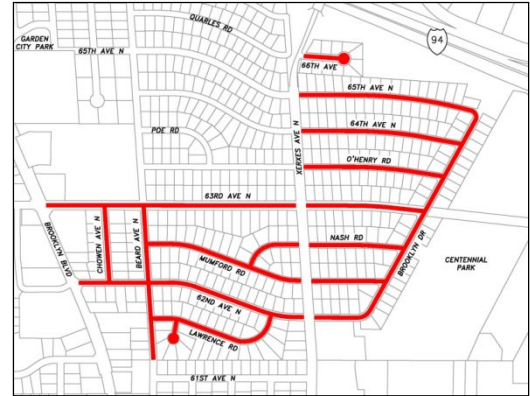 QUARLES RD
GARDEN
CITY PARK
65TH AVE N
94
66TH AVE
65TH AVE N
64TH AVE N
POE RD
XERXES AVE N
O'HENRY RD
63RD AVE N
BROOKLYN BLVD
CHOWEN AVE N
BEARD AVE N
NASH RD
MUMFORD RD
BROOKLYN DR
CENTENNIAL
PARK
62ND AVE N
LAWRENCE RD
61ST AVE N